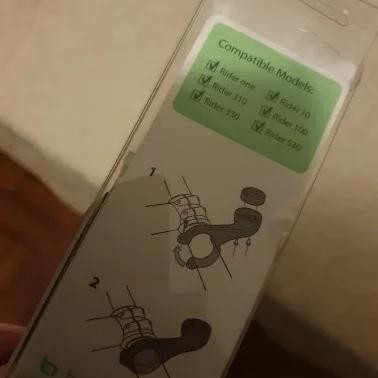 Compatible Models:
Rider one
Rider 10
Rider 310
Rider 100
Rider 330
Rider 530
1
2
b